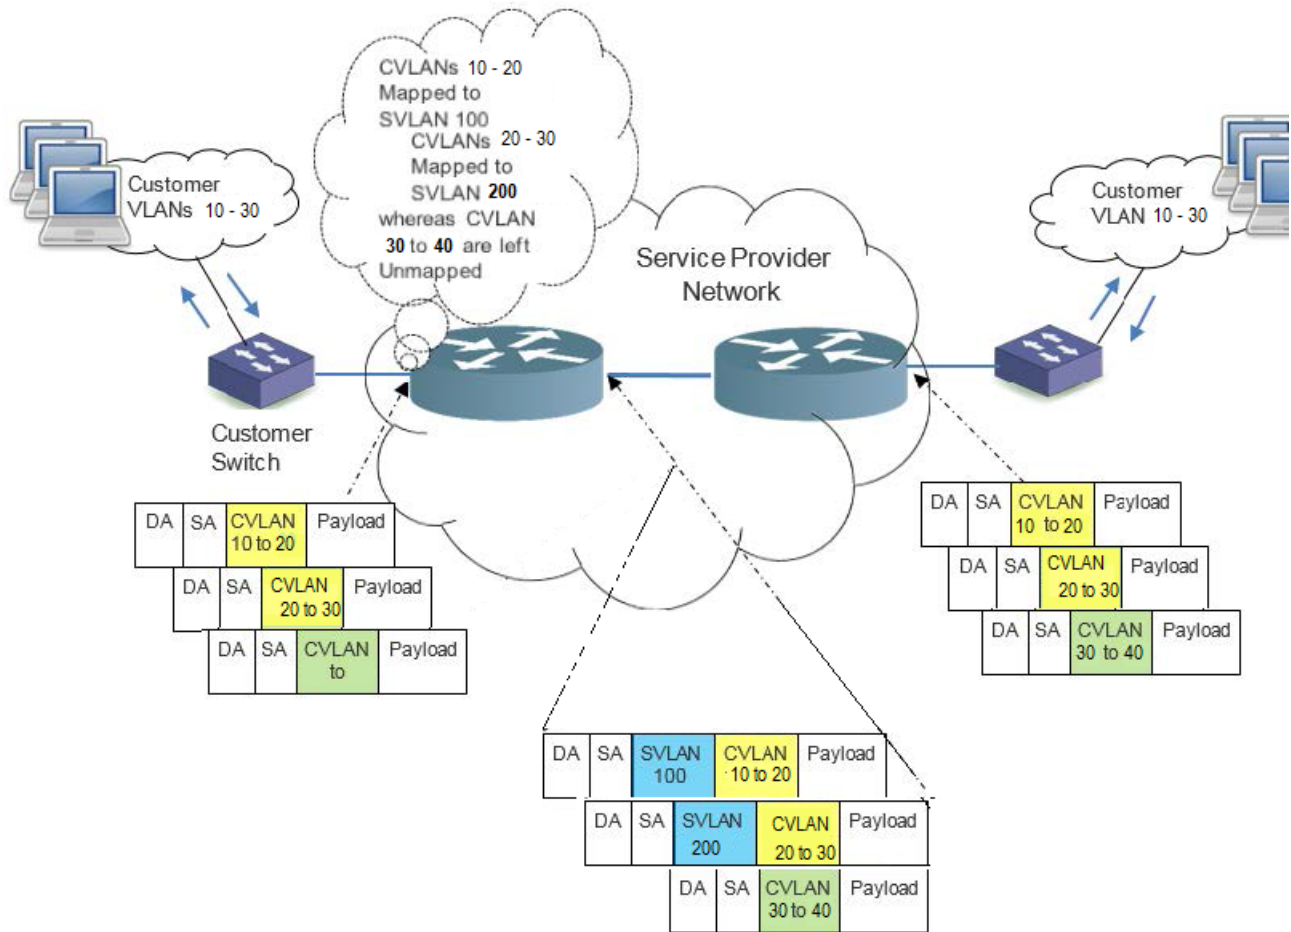 CVLANs 10 - 20
Mapped to
SVLAN 100
CVLANs 20 - 30
Mapped to
SVLAN 200
whereas CVLAN
30 to 40 are left
Unmapped
Customer
VLANs 10 - 30
Customer
VLAN 10 - 30
Service Provider
Network
Customer
Switch
DA SA CVLAN Payload
10 to 20
DA SA CVLAN Payload
20 to 30
DA SA CVLAN Payload
to
DA SA CVLAN Payload
10 to 20
DA SA CVLAN Payload
20 to 30
DA SA CVLAN Payload
30 to 40
DA SA SVLAN CVLAN Payload
100 10 to 20
DA SA SVLAN CVLAN Payload
200 20 to 30
DA SA CVLAN Payload
30 to 40